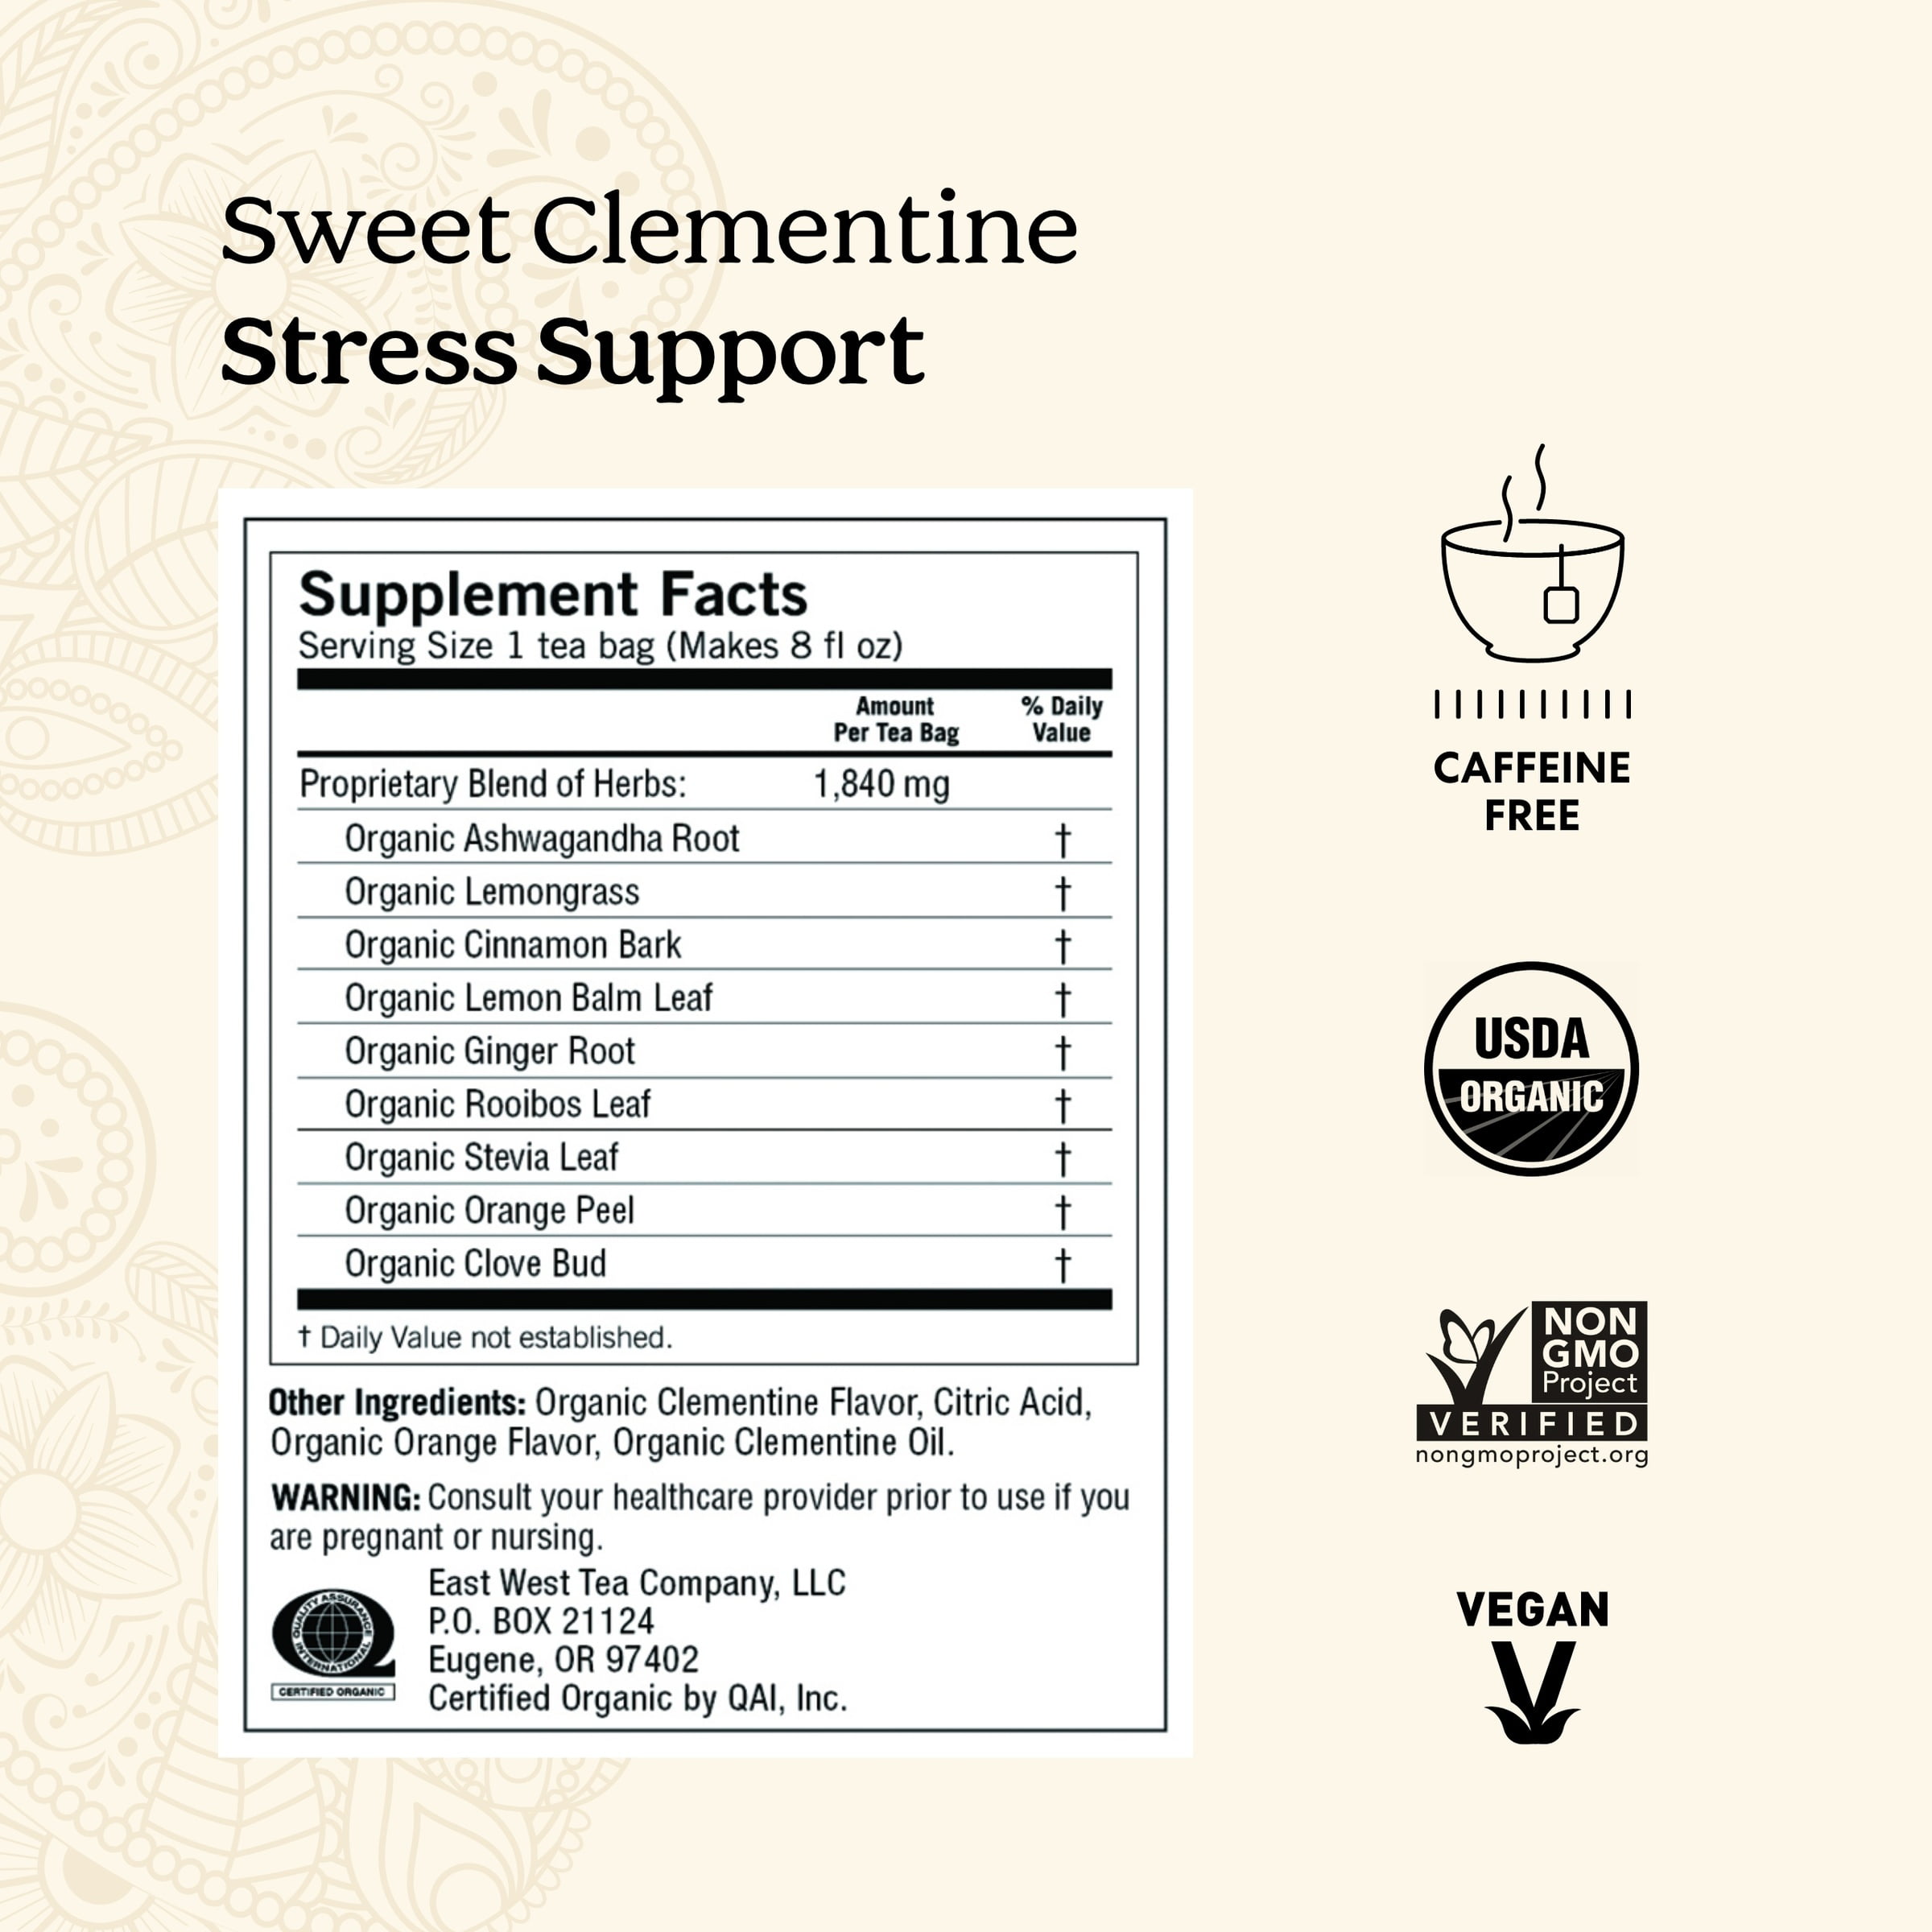 Sweet Clementine
Stress Support
Supplement Facts
Serving Size 1 tea bag (Makes 8 fl oz)
Amount Per Tea Bag % Daily Value
Proprietary Blend of Herbs: 1,840 mg
Organic Ashwagandha Root †
Organic Lemongrass †
Organic Cinnamon Bark †
Organic Lemon Balm Leaf †
Organic Ginger Root †
Organic Rooibos Leaf †
Organic Stevia Leaf †
Organic Orange Peel †
Organic Clove Bud †
† Daily Value not established.
Other Ingredients: Organic Clementine Flavor, Citric Acid,
Organic Orange Flavor, Organic Clementine Oil.
WARNING: Consult your healthcare provider prior to use if you
are pregnant or nursing.
QUALITY ASSURANCE INTERNATIONAL
CERTIFIED ORGANIC
East West Tea Company, LLC
P.O. BOX 21124
Eugene, OR 97402
Certified Organic by QAI, Inc.
CAFFEINE
FREE
USDA
ORGANIC
NON
GMO
Project
VERIFIED
nongmoproject.org
VEGAN